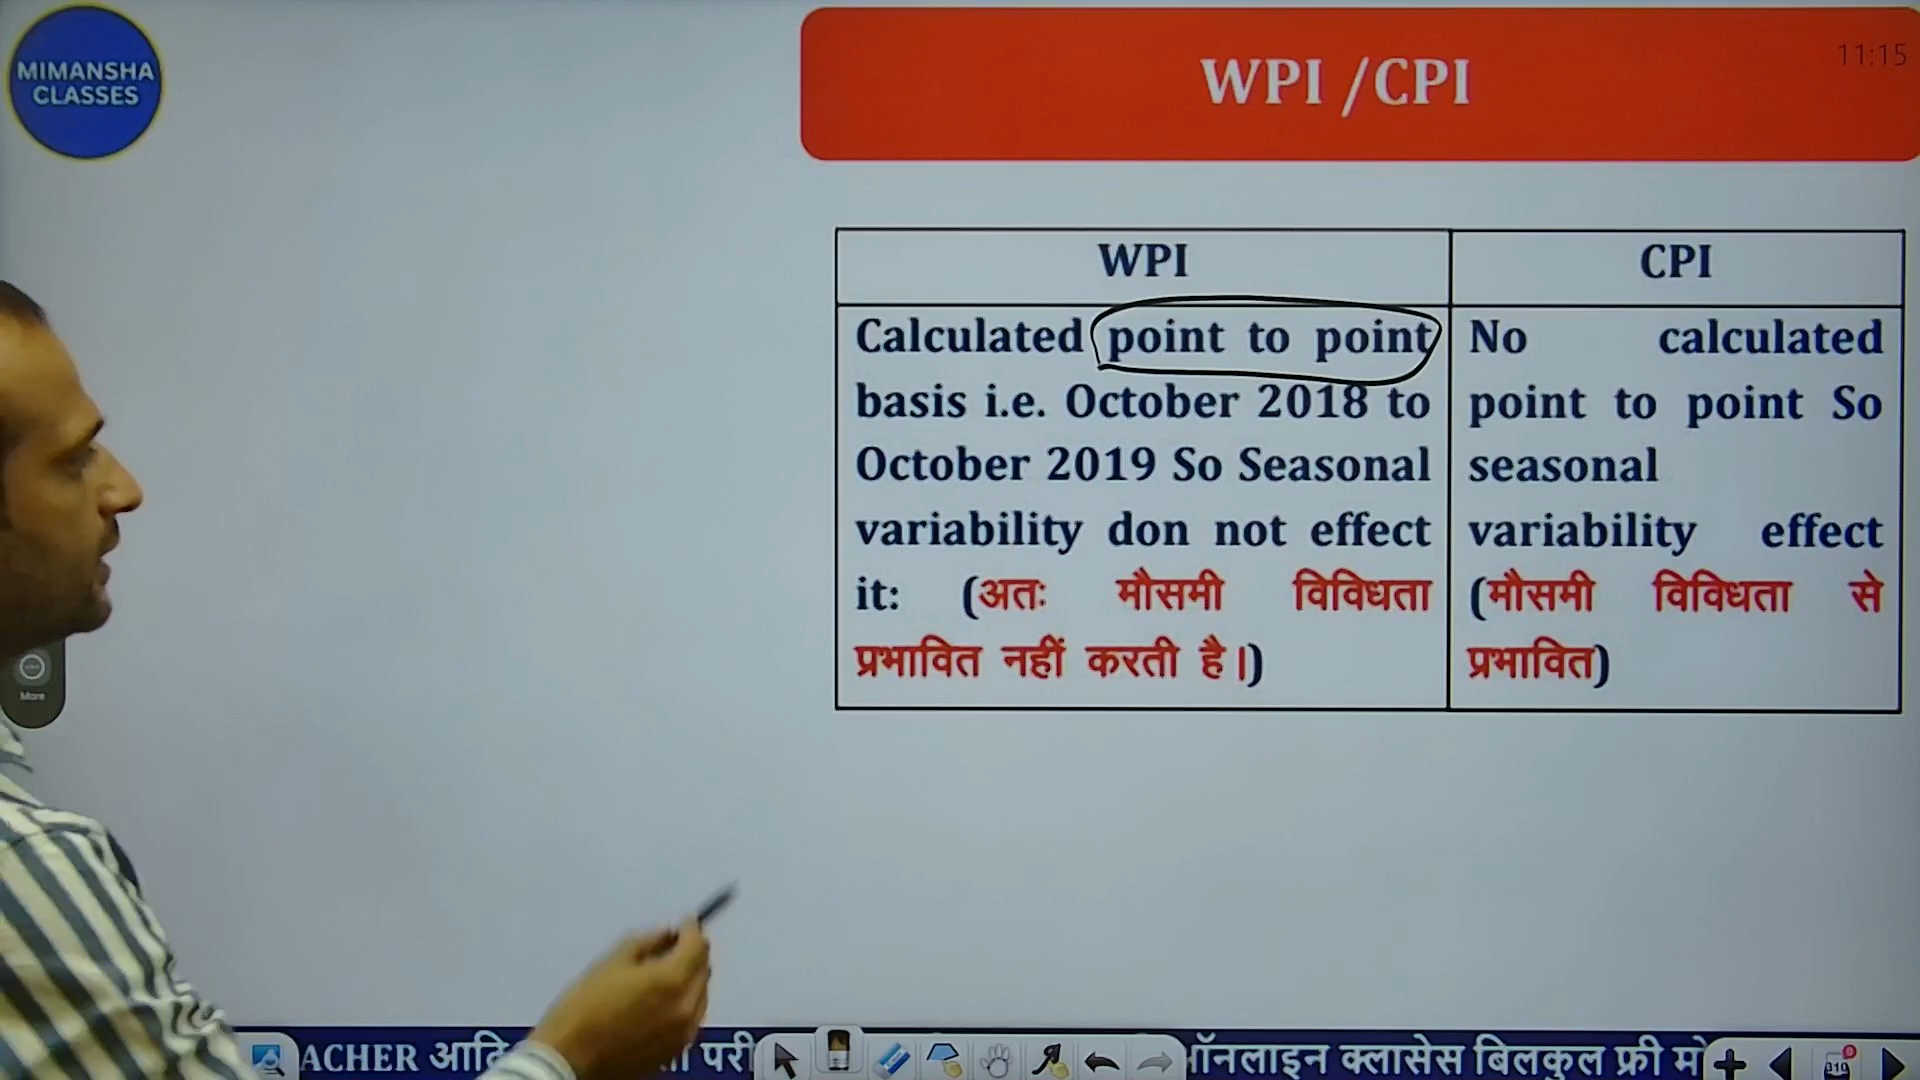 MIMANSHA
CLASSES
WPI /CPI
11:15
WPI
CPI
Calculated point to point
basis i.e. October 2018 to
October 2019 So Seasonal
variability don not effect
it: (अतः मौसमी विविधता
प्रभावित नहीं करती है।)
No calculated
point to point So
seasonal
variability effect
(मौसमी विविधता से
प्रभावित)
More
ACHER
ऑनलाइन क्लासेस बिलकुल फ्री
310